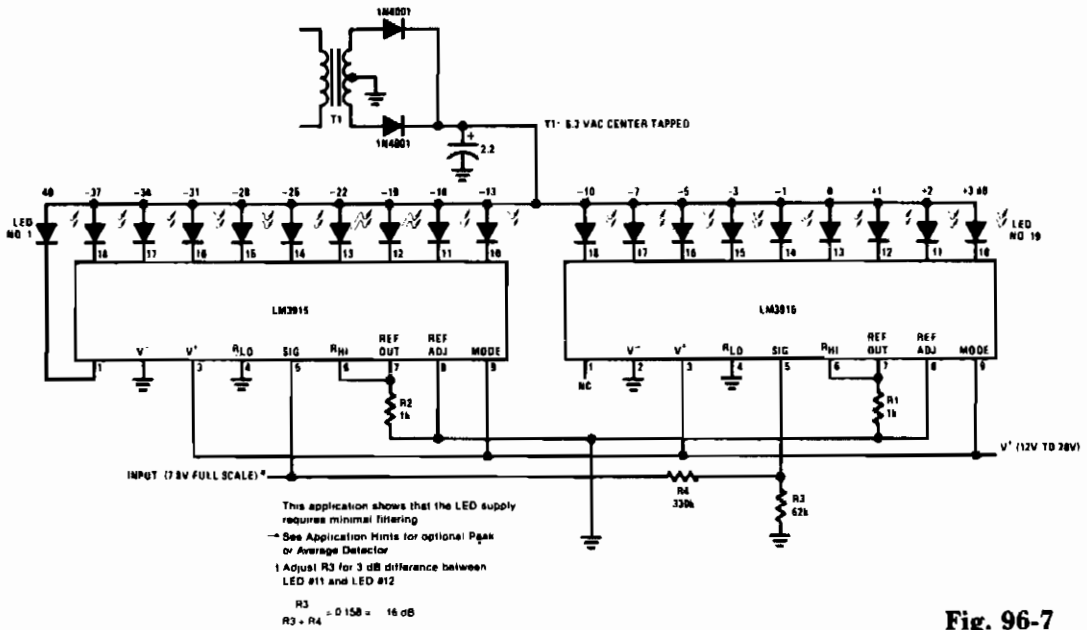 1N4001
T1
1N4001
+
2.2
T1- 6.3 VAC CENTER TAPPED
40 -37 -34 -31 -28 -25 -22 -19 -16 -13 -10 -7 -5 -3 -1 0 +1 +2 +3 dB
LED NO. 1
LED NO 19
18 17 16 15 14 13 12 11 10
18 17 16 15 14 13 12 11 10
LM3915
LM3916
V- V+ RLO SIG RHI REF OUT REF ADJ MODE
V- V+ RLO SIG RHI REF OUT REF ADJ MODE
1 3 4 5 6 7 8 9
1 2 3 4 5 6 7 8 9
NC
R2
1k
R1
1k
V+ (12V TO 20V)
INPUT (7.9V FULL SCALE)*
R4
330k
R3
62k
This application shows that the LED supply
requires minimal filtering
See Application Hints for optional Peak
or Average Detector
† Adjust R3 for 3 dB difference between
LED #11 and LED #12
R3
R3 + R4
= 0.158 = 16 dB
Fig. 96-7